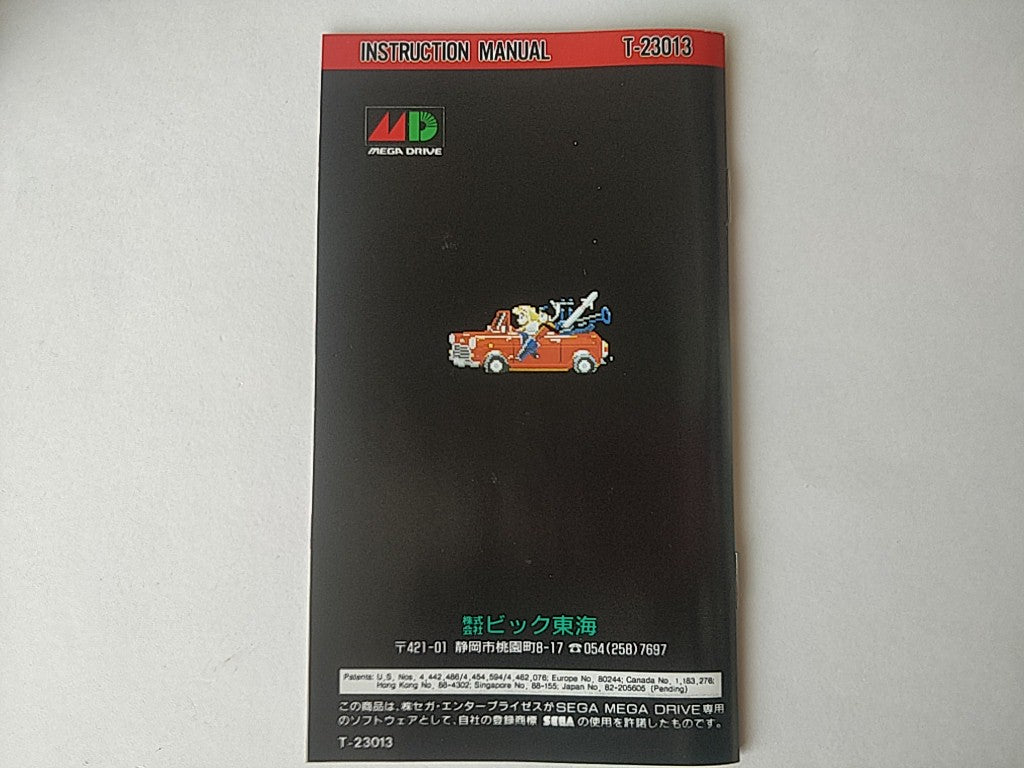 INSTRUCTION MANUAL T-23013
MD
MEGA DRIVE
株式会社ビック東海
〒421-01 静岡市桃園町8-17 ☎054(258)7697
Patents: U.S. Nos. 4,442,486/4,454,594/4,462,076; Europe No. 80244; Canada No. 1,183,276;
Hong Kong No. 88-4302; Singapore No. 88-155; Japan No. 82-205605 (Pending)
この商品は、㈱セガ・エンタープライゼスがSEGA MEGA DRIVE専用
のソフトウェアとして、自社の登録商標 SEGA の使用を許諾したものです。
T-23013